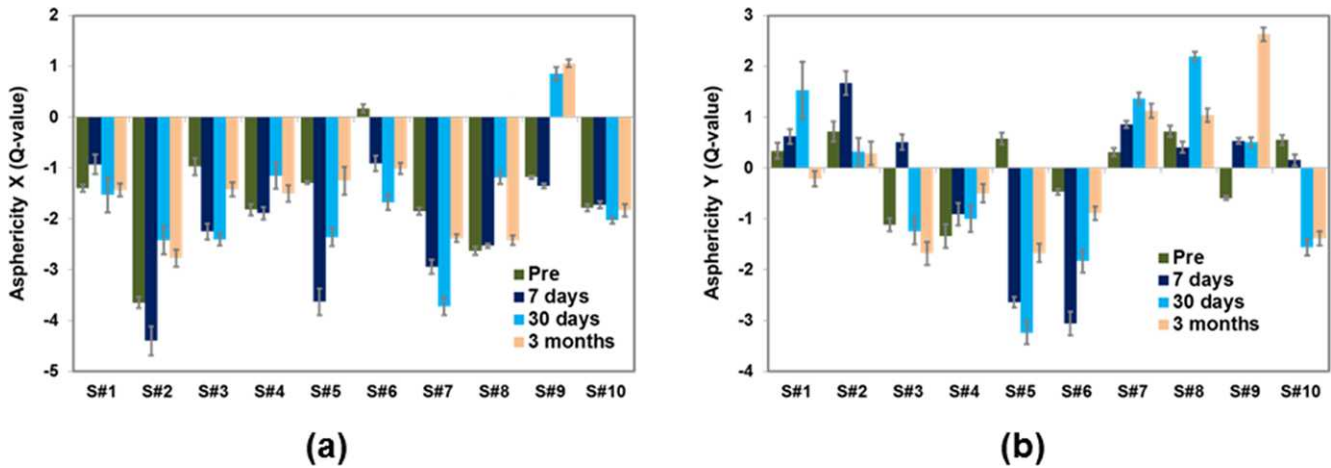 2
1
0
-1
-2
-3
-4
-5
Asphericity X (Q-value)
Pre
7 days
30 days
3 months
S#1 S#2 S#3 S#4 S#5 S#6 S#7 S#8 S#9 S#10
(a)
3
2
1
0
-1
-2
-3
-4
Asphericity Y (Q-value)
Pre
7 days
30 days
3 months
S#1 S#2 S#3 S#4 S#5 S#6 S#7 S#8 S#9 S#10
(b)